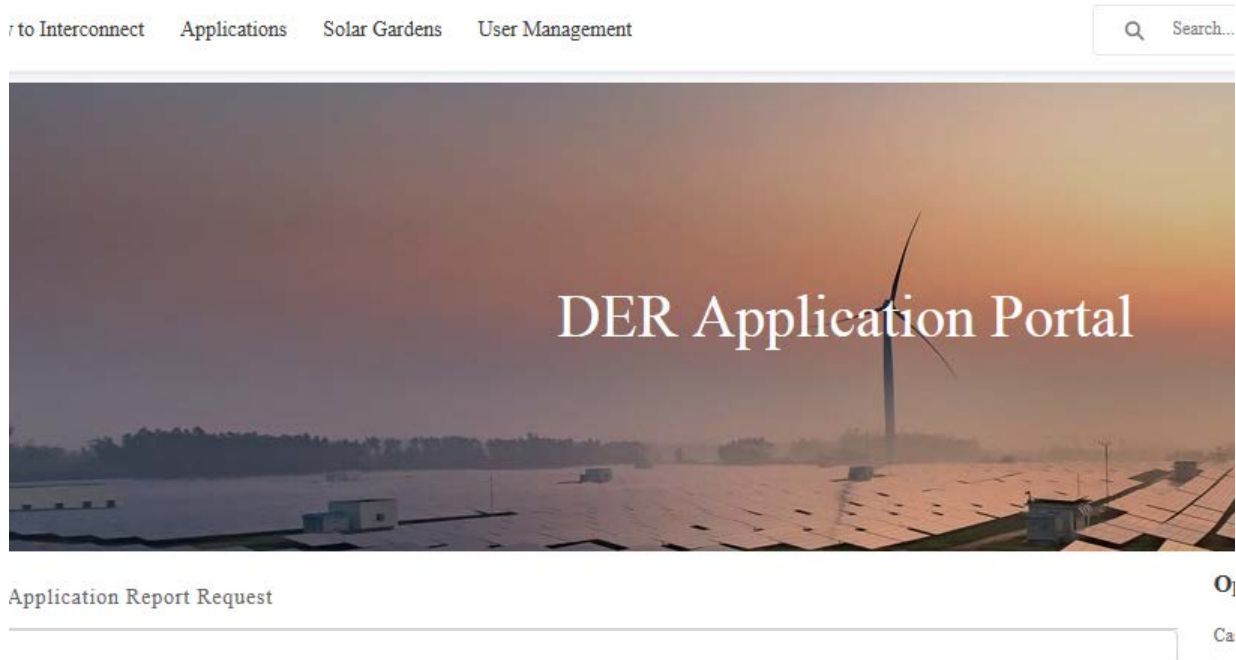 to Interconnect Applications Solar Gardens User Management Search...
DER Application Portal
Application Report Request